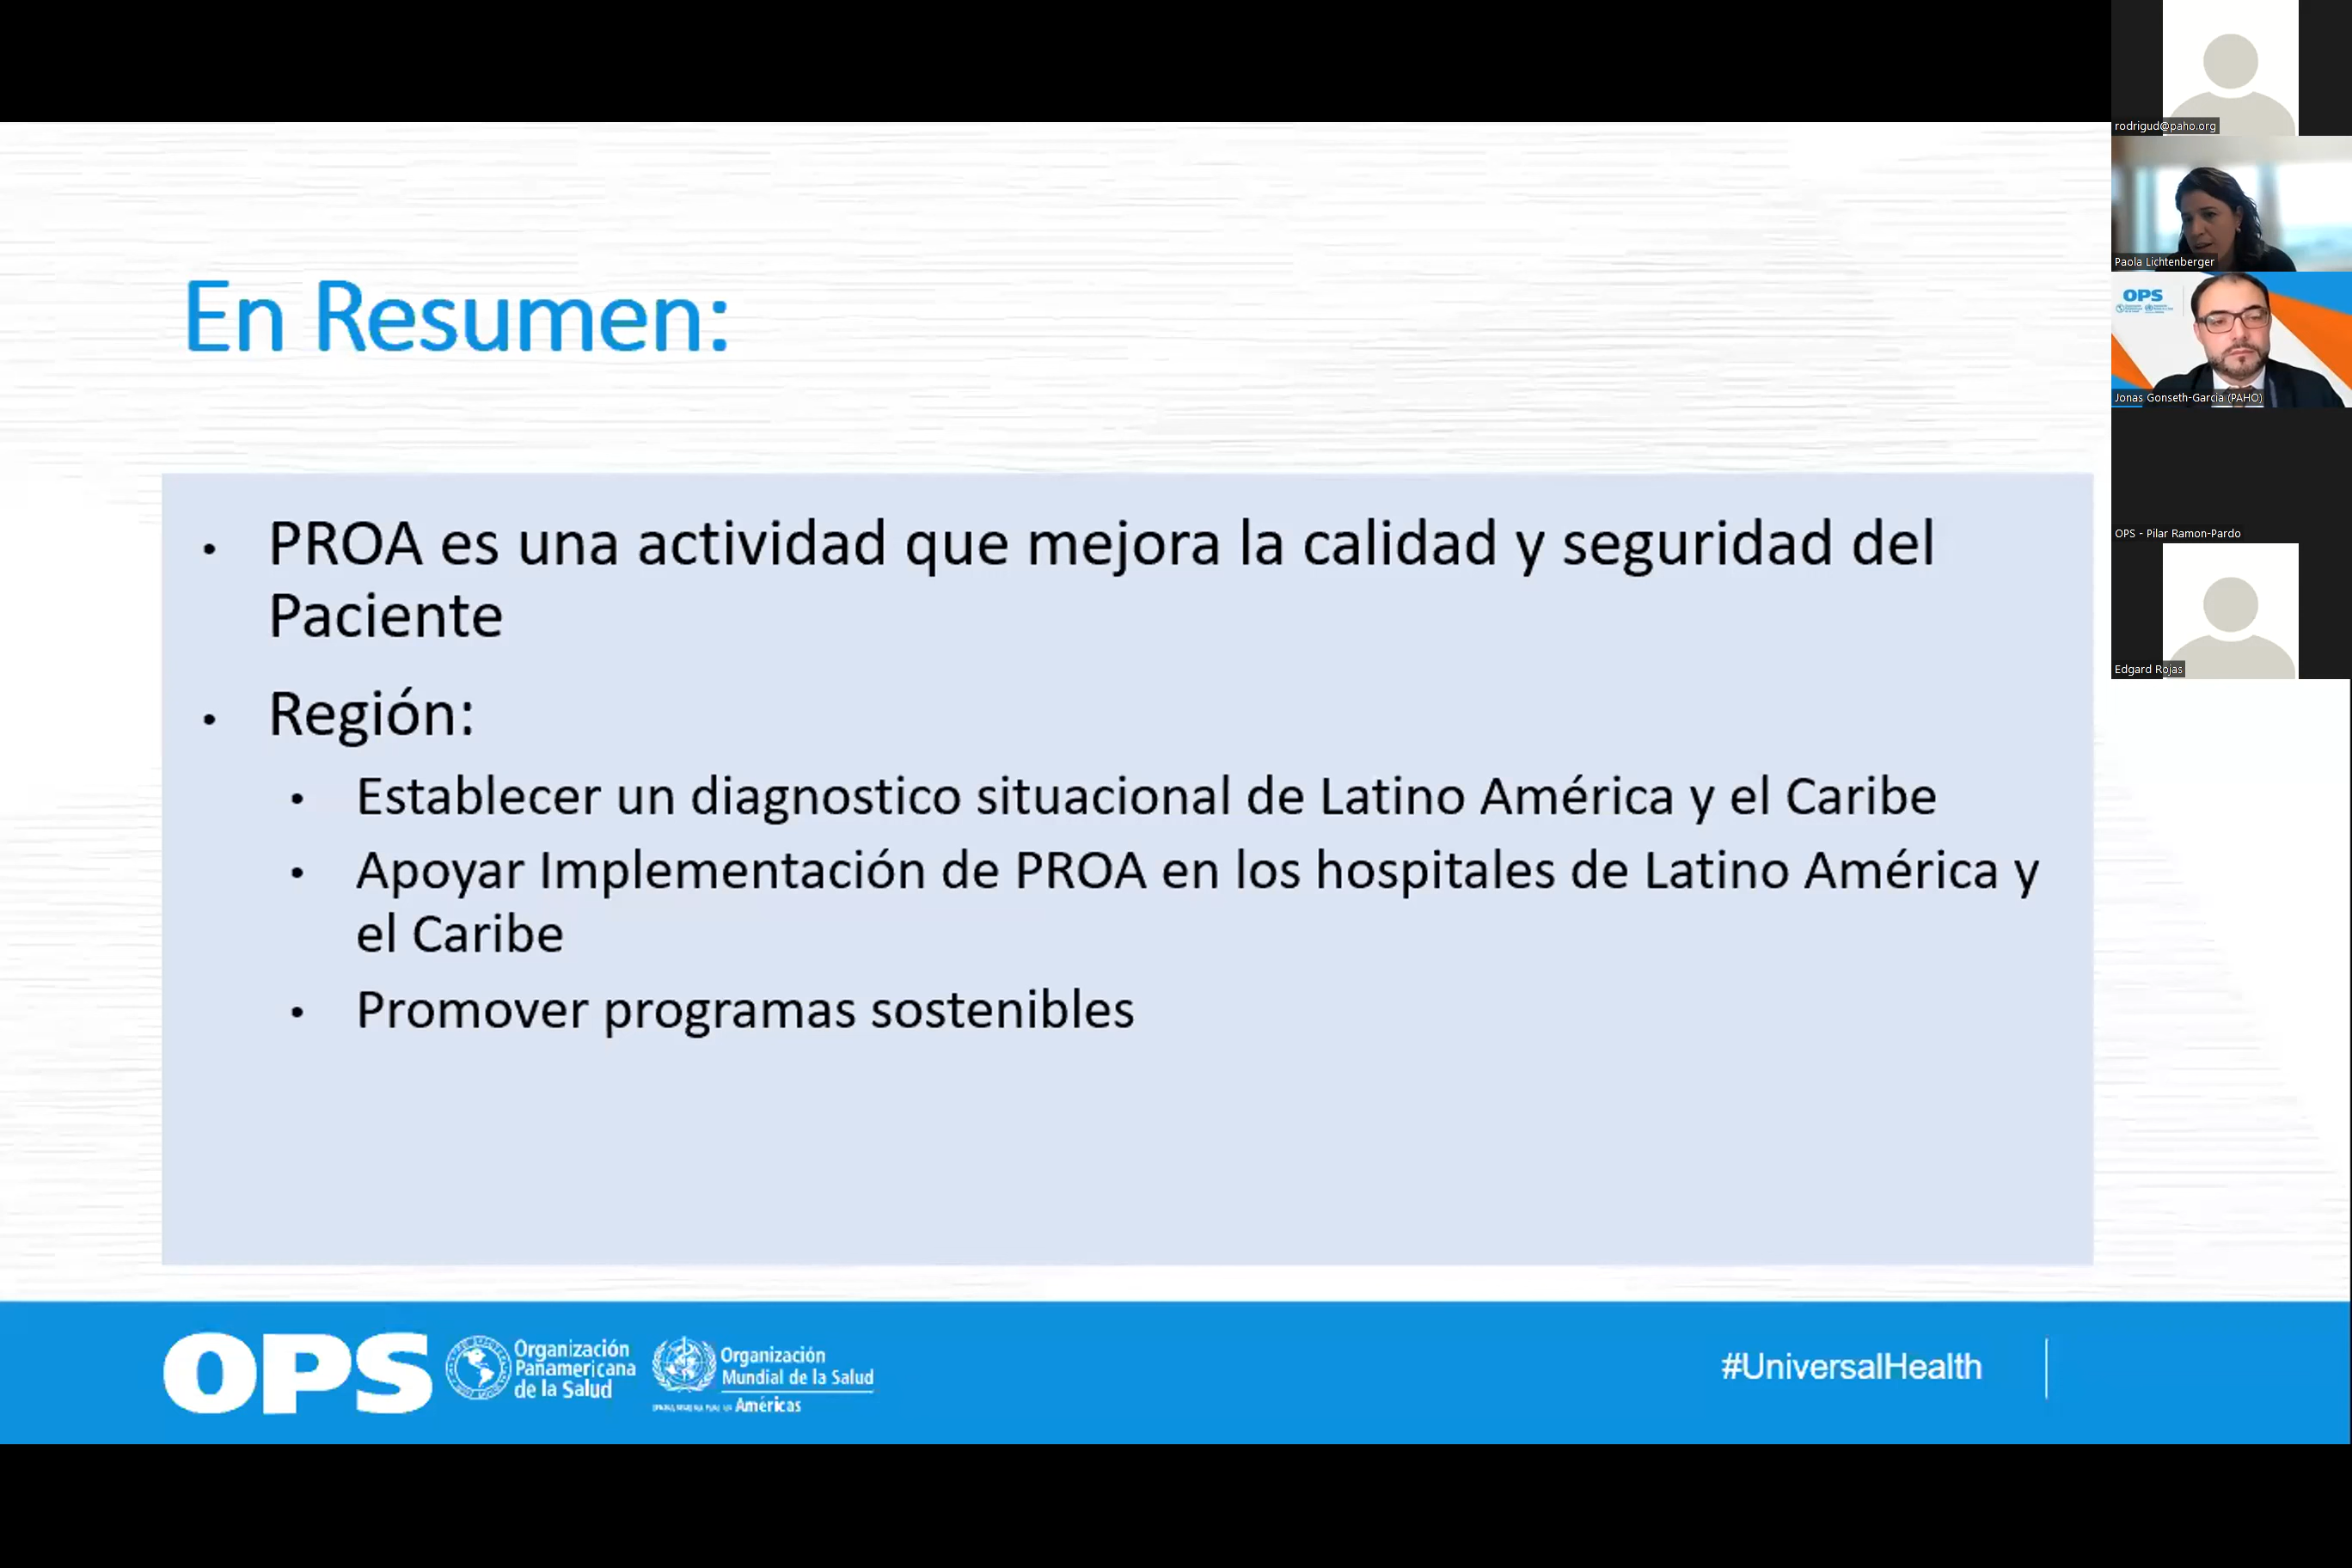 En Resumen:
• PROA es una actividad que mejora la calidad y seguridad del
Paciente
• Región:
• Establecer un diagnostico situacional de Latino América y el Caribe
• Apoyar Implementación de PROA en los hospitales de Latino América y
el Caribe
• Promover programas sostenibles
OPS
Organización
Panamericana
de la Salud
Organización
Mundial de la Salud
Américas
#UniversalHealth
rodrigud@paho.org
Paola Lichtenberger
OPS
Jonas Gonseth-Garcia (PAHO)
OPS - Pilar Ramon-Pardo
Edgard Rojas